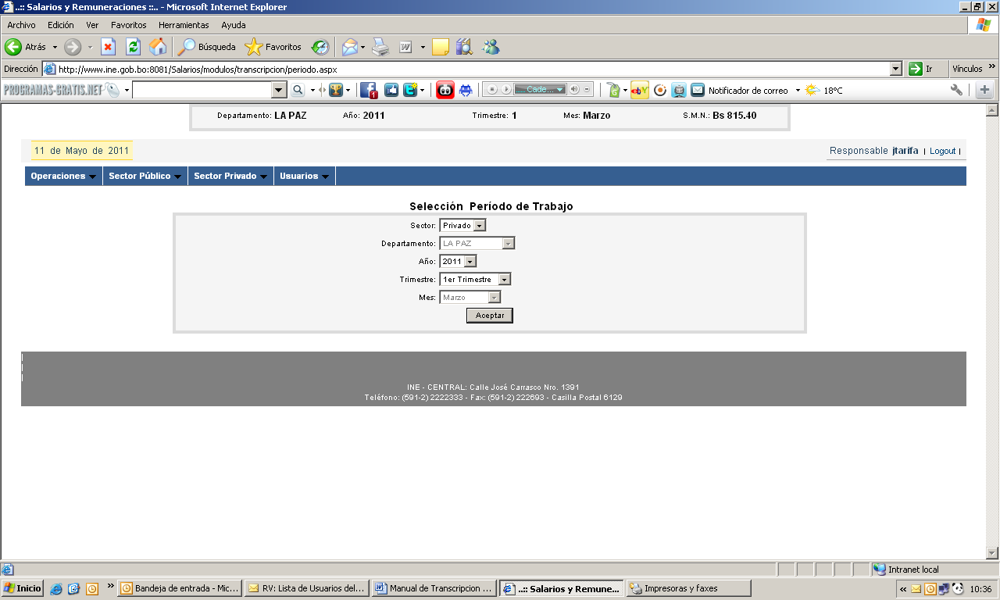 ..:: Salarios y Remuneraciones ::.. - Microsoft Internet Explorer
Archivo Edición Ver Favoritos Herramientas Ayuda
Atrás Búsqueda Favoritos
Dirección http://www.ine.gob.bo:8081/Salarios/modulos/transcripcion/periodo.aspx Ir Vínculos »
PROGRAMAS-GRATIS.NET 1 Cade... ebY Notificador de correo 18°C
Departamento: LA PAZ Año: 2011 Trimestre: 1 Mes: Marzo S.M.N.: Bs 815.40
11 de Mayo de 2011 Responsable jtarifa | Logout |
Operaciones Sector Público Sector Privado Usuarios
Selección Período de Trabajo
Sector: Privado
Departamento: LA PAZ
Año: 2011
Trimestre: 1er Trimestre
Mes: Marzo
Aceptar
INE - CENTRAL: Calle José Carrasco Nro. 1391
Teléfono: (591-2) 2222333 - Fax: (591-2) 222693 - Casilla Postal 6129
Intranet local
Inicio » Bandeja de entrada - Mic... RV: Lista de Usuarios del... Manual de Transcripcion ... ..:: Salarios y Remune... Impresoras y faxes « 10:36